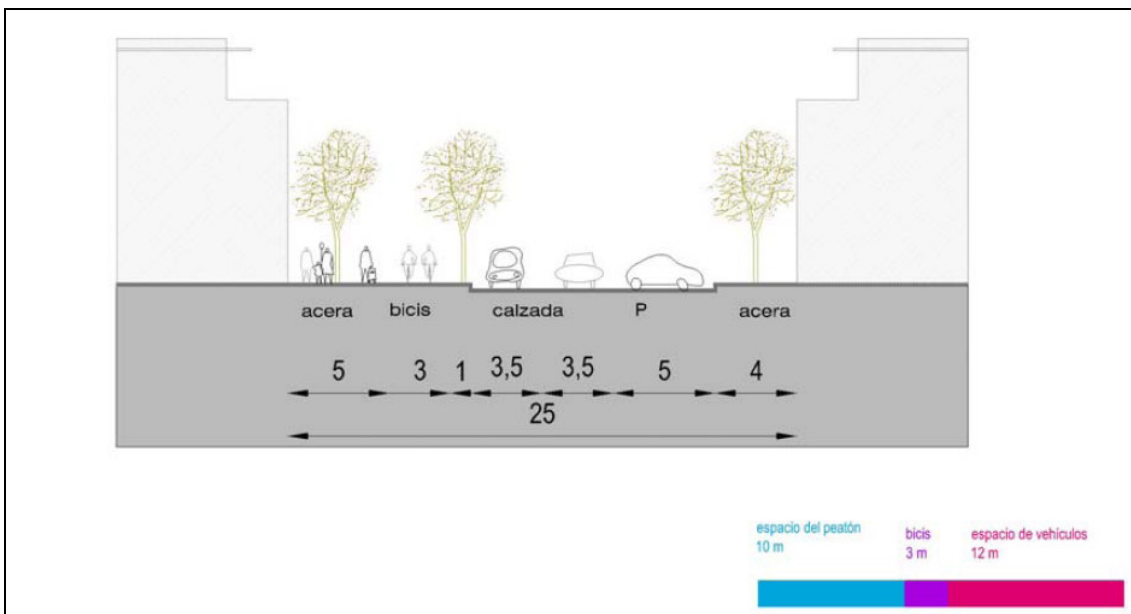 acera bicis calzada P acera
5 3 1 3,5 3,5 5 4
25
espacio del peatón bicis espacio de vehículos
10 m 3 m 12 m